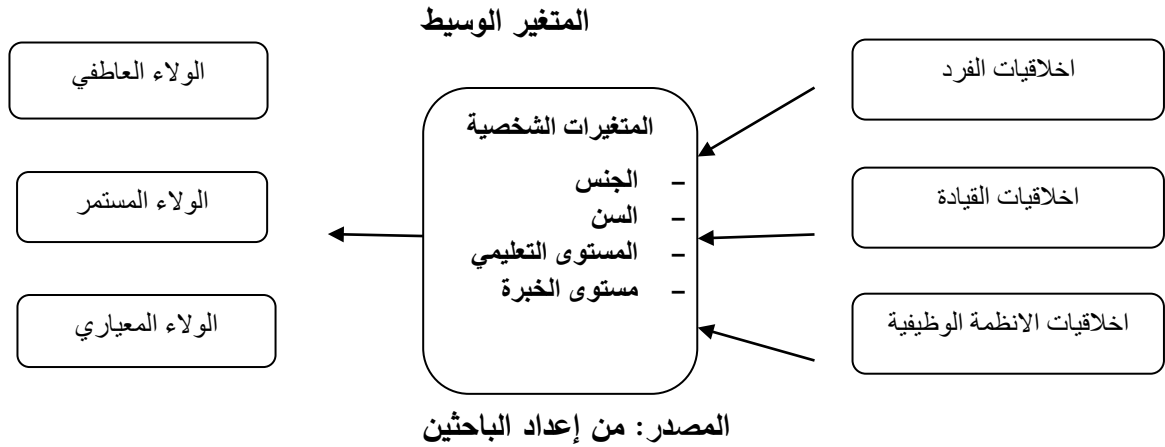 المتغير الوسيط
اخلاقيات الفرد
اخلاقيات القيادة
اخلاقيات الانظمة الوظيفية
المتغيرات الشخصية
- الجنس
- السن
- المستوى التعليمي
- مستوى الخبرة
الولاء العاطفي
الولاء المستمر
الولاء المعياري
المصدر: من إعداد الباحثين